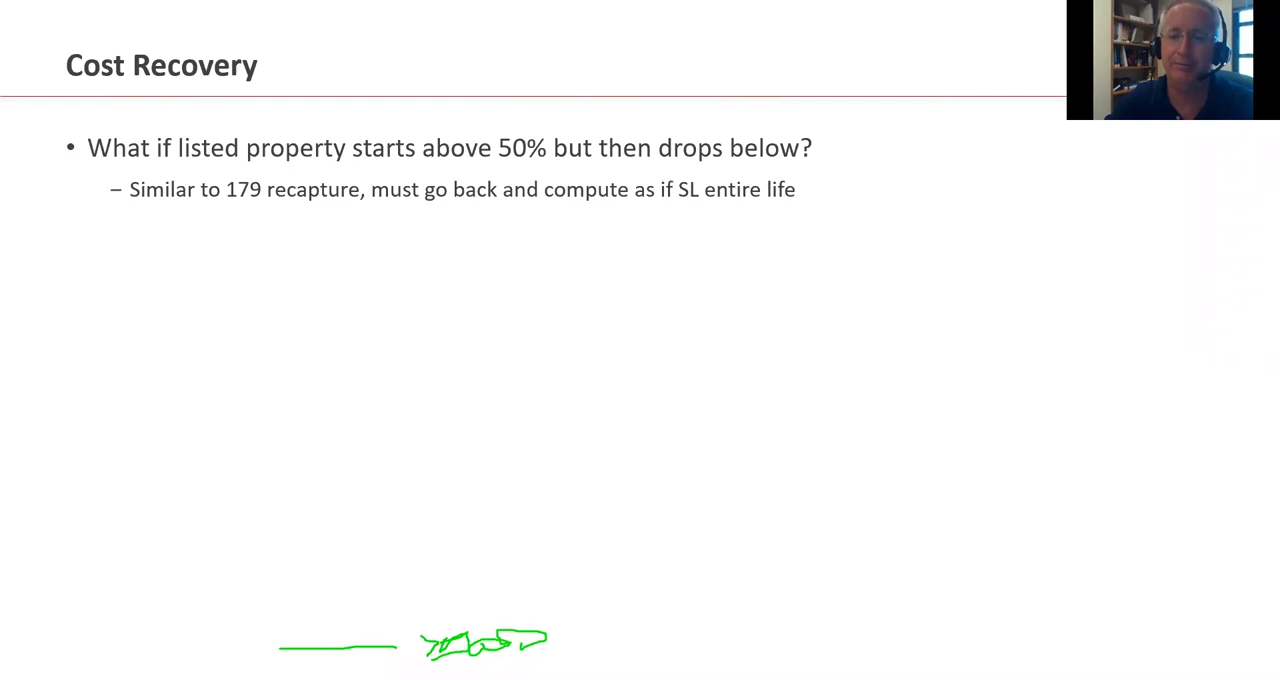 Cost Recovery
• What if listed property starts above 50% but then drops below?
– Similar to 179 recapture, must go back and compute as if SL entire life